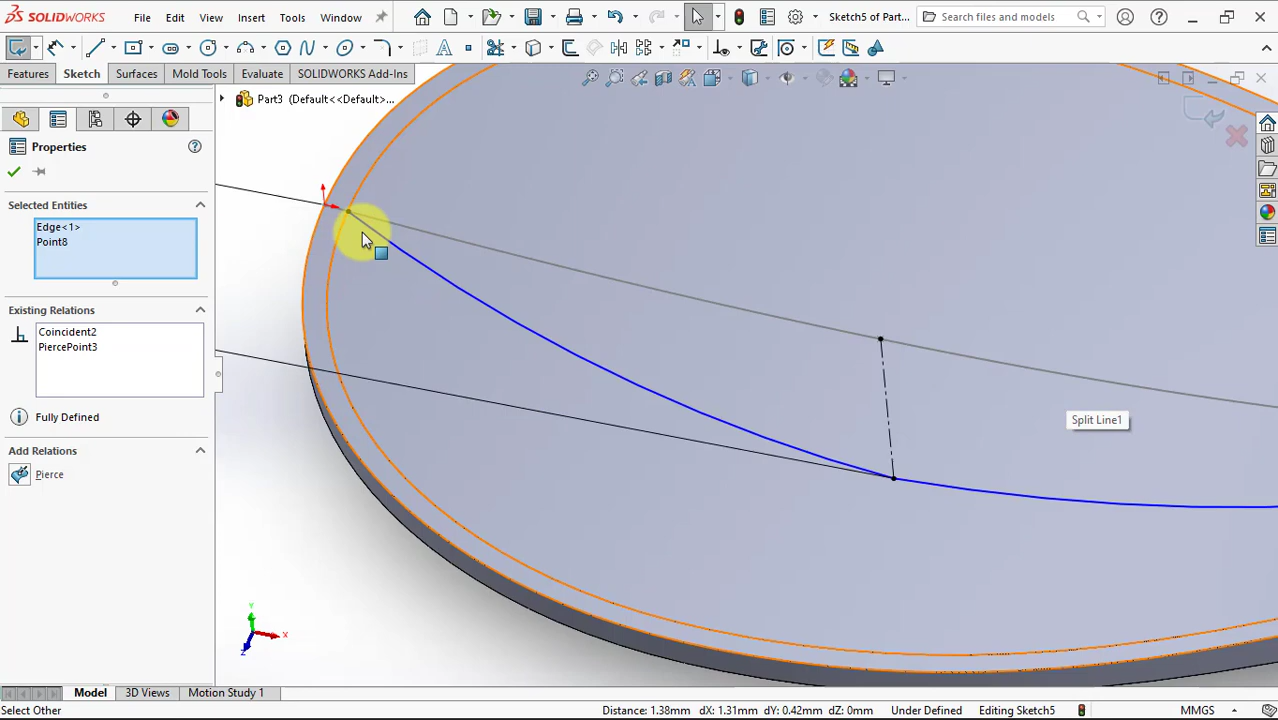 SOLIDWORKS File Edit View Insert Tools Window Sketch5 of Part... Search files and models
Features Sketch Surfaces Mold Tools Evaluate SOLIDWORKS Add-Ins
Part3 (Default<<Default>...
Properties
Selected Entities
Edge<1>
Point8
Existing Relations
Coincident2
PiercePoint3
Fully Defined
Add Relations
Pierce
Split Line1
Y
X
Z
Model 3D Views Motion Study 1
Select Other Distance: 1.38mm dX: 1.31mm dY: 0.42mm dZ: 0mm Under Defined Editing Sketch5 MMGS